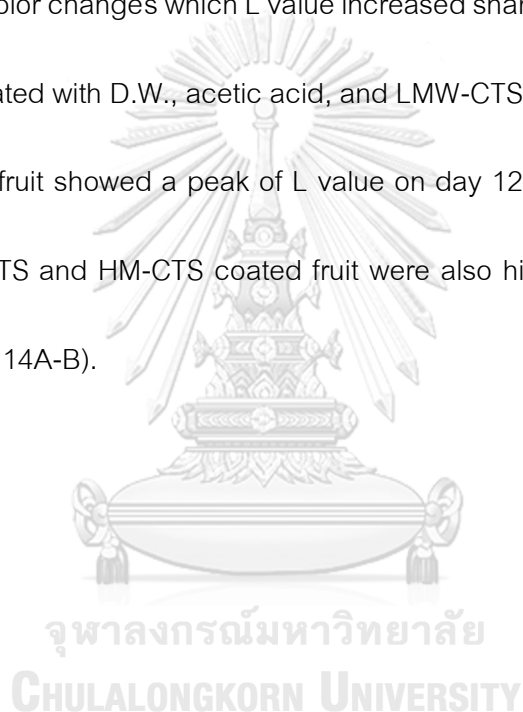 olor changes which L value increased shar
ated with D.W., acetic acid, and LMW-CTS
fruit showed a peak of L value on day 12
TS and HM-CTS coated fruit were also hi
14A-B).
จุฬาลงกรณ์มหาวิทยาลัย
CHULALONGKORN UNIVERSITY